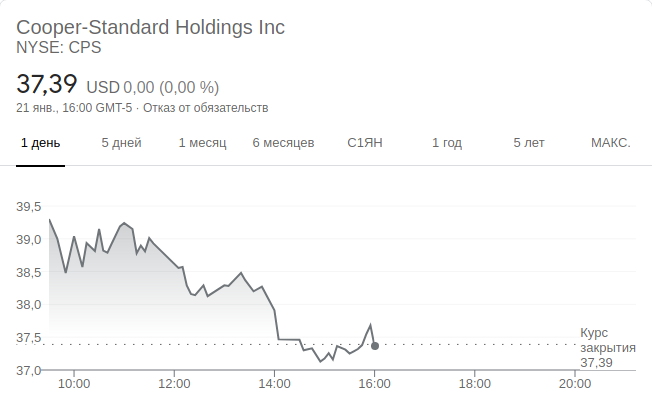 Cooper-Standard Holdings Inc
NYSE: CPS
37,39 USD 0,00 (0,00 %)
21 янв., 16:00 GMT-5 · Отказ от обязательств
1 день 5 дней 1 месяц 6 месяцев С1ЯН 1 год 5 лет МАКС.
39,5
39,0
38,5
38,0
37,5
Курс
закрытия
37,39
37,0
10:00 12:00 14:00 16:00 18:00 20:00